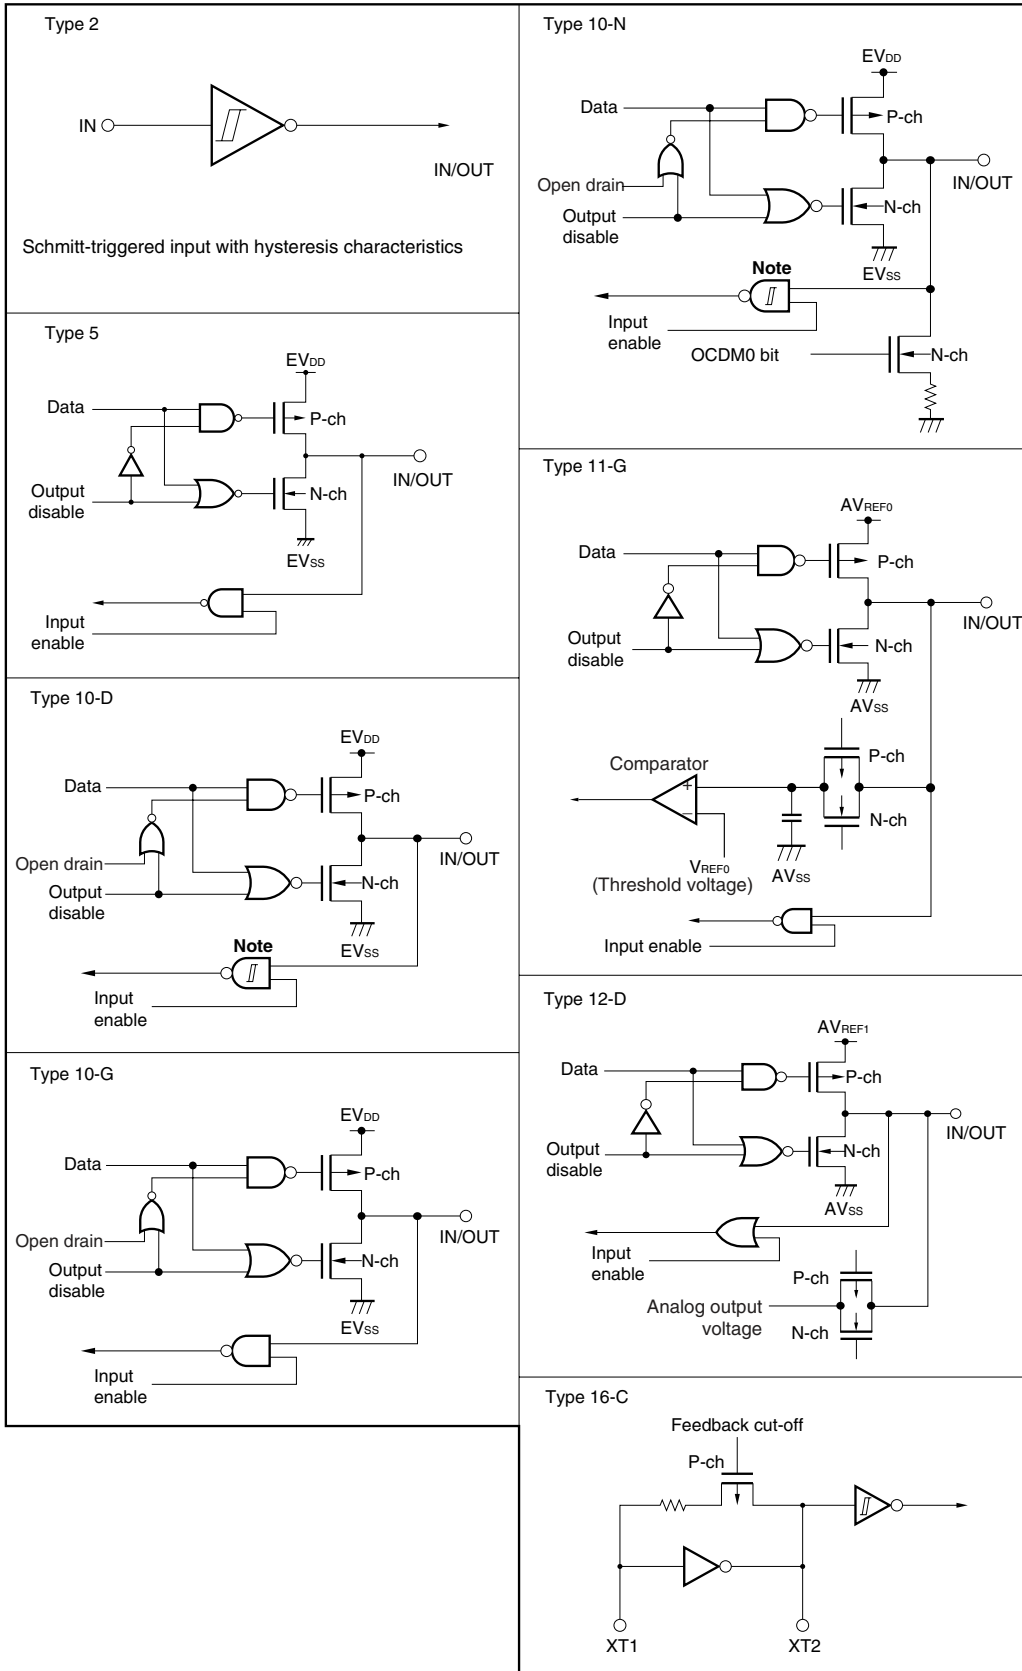 Type 2
IN
IN/OUT
Schmitt-triggered input with hysteresis characteristics
Type 5
EVDD
Data
P-ch
IN/OUT
Output
disable
N-ch
EVSS
Input
enable
Type 10-D
EVDD
Data
P-ch
IN/OUT
Open drain
Output
disable
N-ch
EVSS
Note
Input
enable
Type 10-G
EVDD
Data
P-ch
IN/OUT
Open drain
Output
disable
N-ch
EVSS
Input
enable
Type 10-N
EVDD
Data
P-ch
IN/OUT
Open drain
Output
disable
N-ch
EVSS
Note
Input
enable
OCDM0 bit
N-ch
Type 11-G
AVREF0
Data
P-ch
IN/OUT
Output
disable
N-ch
AVSS
P-ch
Comparator
+
−
N-ch
VREF0
(Threshold voltage)
AVSS
Input enable
Type 12-D
AVREF1
Data
P-ch
IN/OUT
Output
disable
N-ch
AVSS
Input
enable
P-ch
Analog output
voltage
N-ch
Type 16-C
Feedback cut-off
P-ch
XT1
XT2